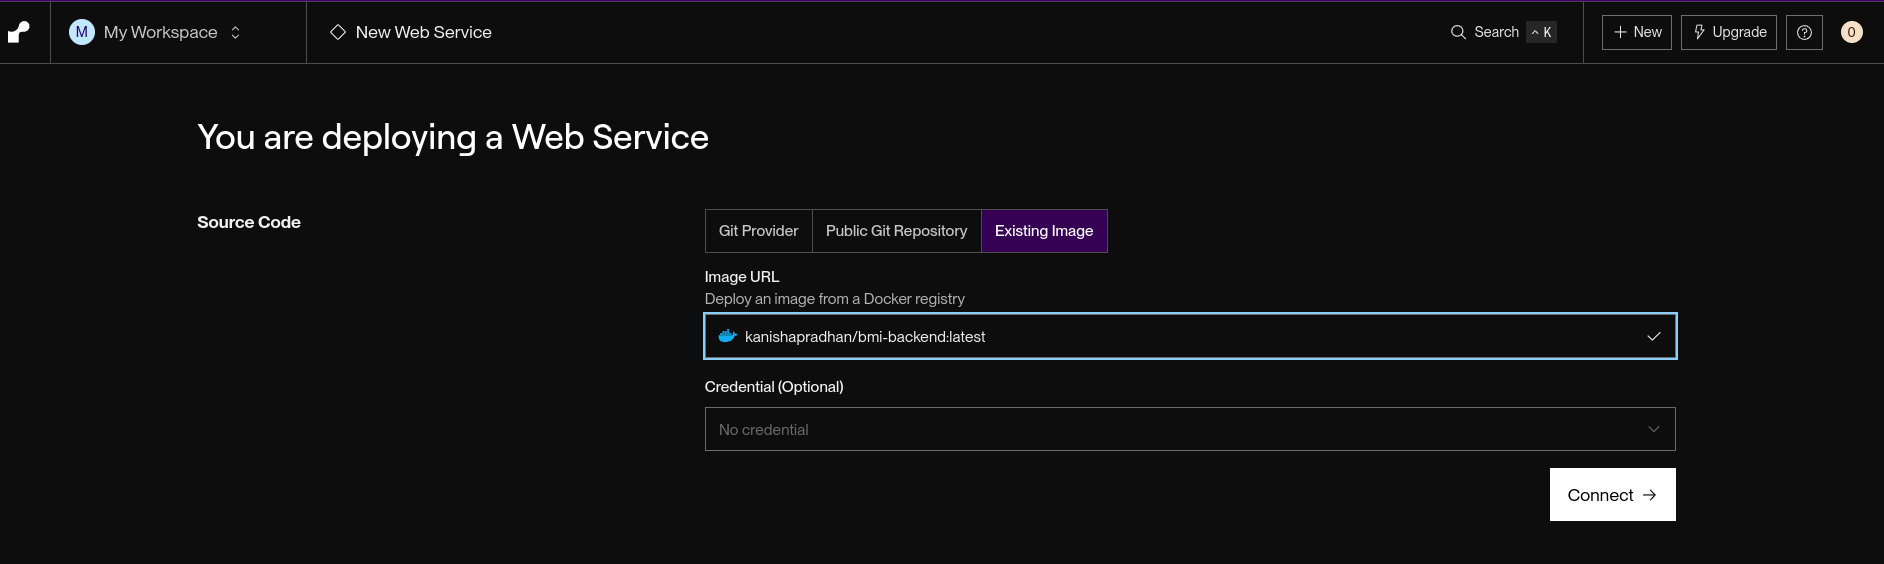 M My Workspace
New Web Service
Search ^ K
+ New
Upgrade
?
0
You are deploying a Web Service
Source Code
Git Provider
Public Git Repository
Existing Image
Image URL
Deploy an image from a Docker registry
kanishapradhan/bmi-backend:latest
Credential (Optional)
No credential
Connect →